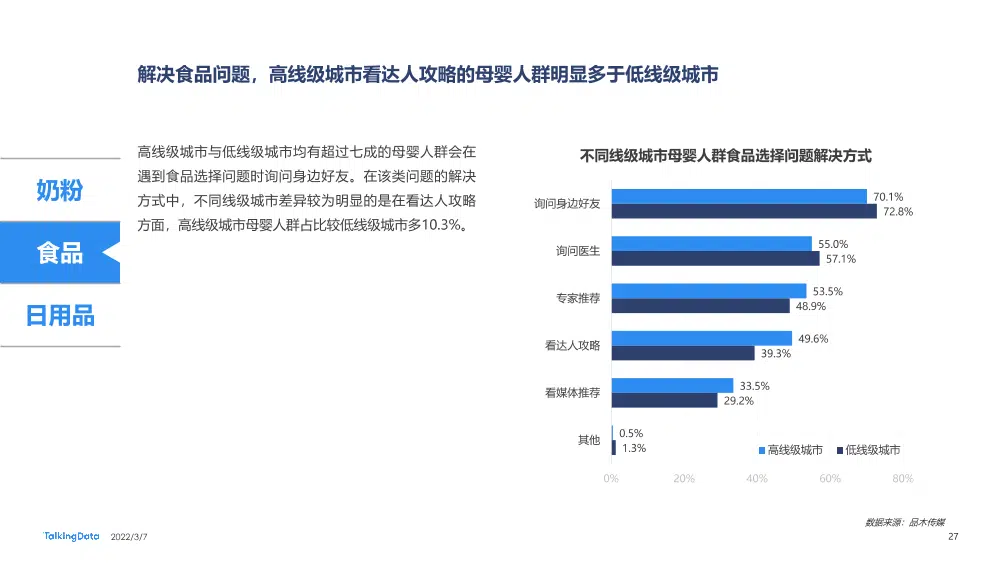 解决食品问题，高线级城市看达人攻略的母婴人群明显多于低线级城市
奶粉
食品
日用品
高线级城市与低线级城市均有超过七成的母婴人群会在
遇到食品选择问题时询问身边好友。在该类问题的解决
方式中，不同线级城市差异较为明显的是在看达人攻略
方面，高线级城市母婴人群占比较低线级城市多10.3%。
不同线级城市母婴人群食品选择问题解决方式
询问身边好友
70.1%
72.8%
询问医生
55.0%
57.1%
专家推荐
53.5%
48.9%
看达人攻略
49.6%
39.3%
看媒体推荐
33.5%
29.2%
其他
0.5%
1.3%
高线级城市 低线级城市
0% 20% 40% 60% 80%
数据来源：品木传媒
TalkingData 2022/3/7
27